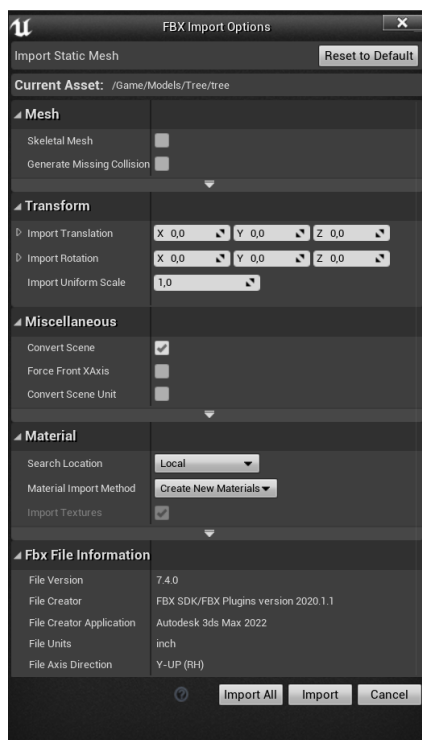 FBX Import Options
Import Static Mesh Reset to Default
Current Asset: /Game/Models/Tree/tree
Mesh
Skeletal Mesh
Generate Missing Collision
Transform
Import Translation X 0,0 Y 0,0 Z 0,0
Import Rotation X 0,0 Y 0,0 Z 0,0
Import Uniform Scale 1,0
Miscellaneous
Convert Scene
Force Front XAxis
Convert Scene Unit
Material
Search Location Local
Material Import Method Create New Materials
Import Textures
Fbx File Information
File Version 7.4.0
File Creator FBX SDK/FBX Plugins version 2020.1.1
File Creator Application Autodesk 3ds Max 2022
File Units inch
File Axis Direction Y-UP (RH)
Import All Import Cancel